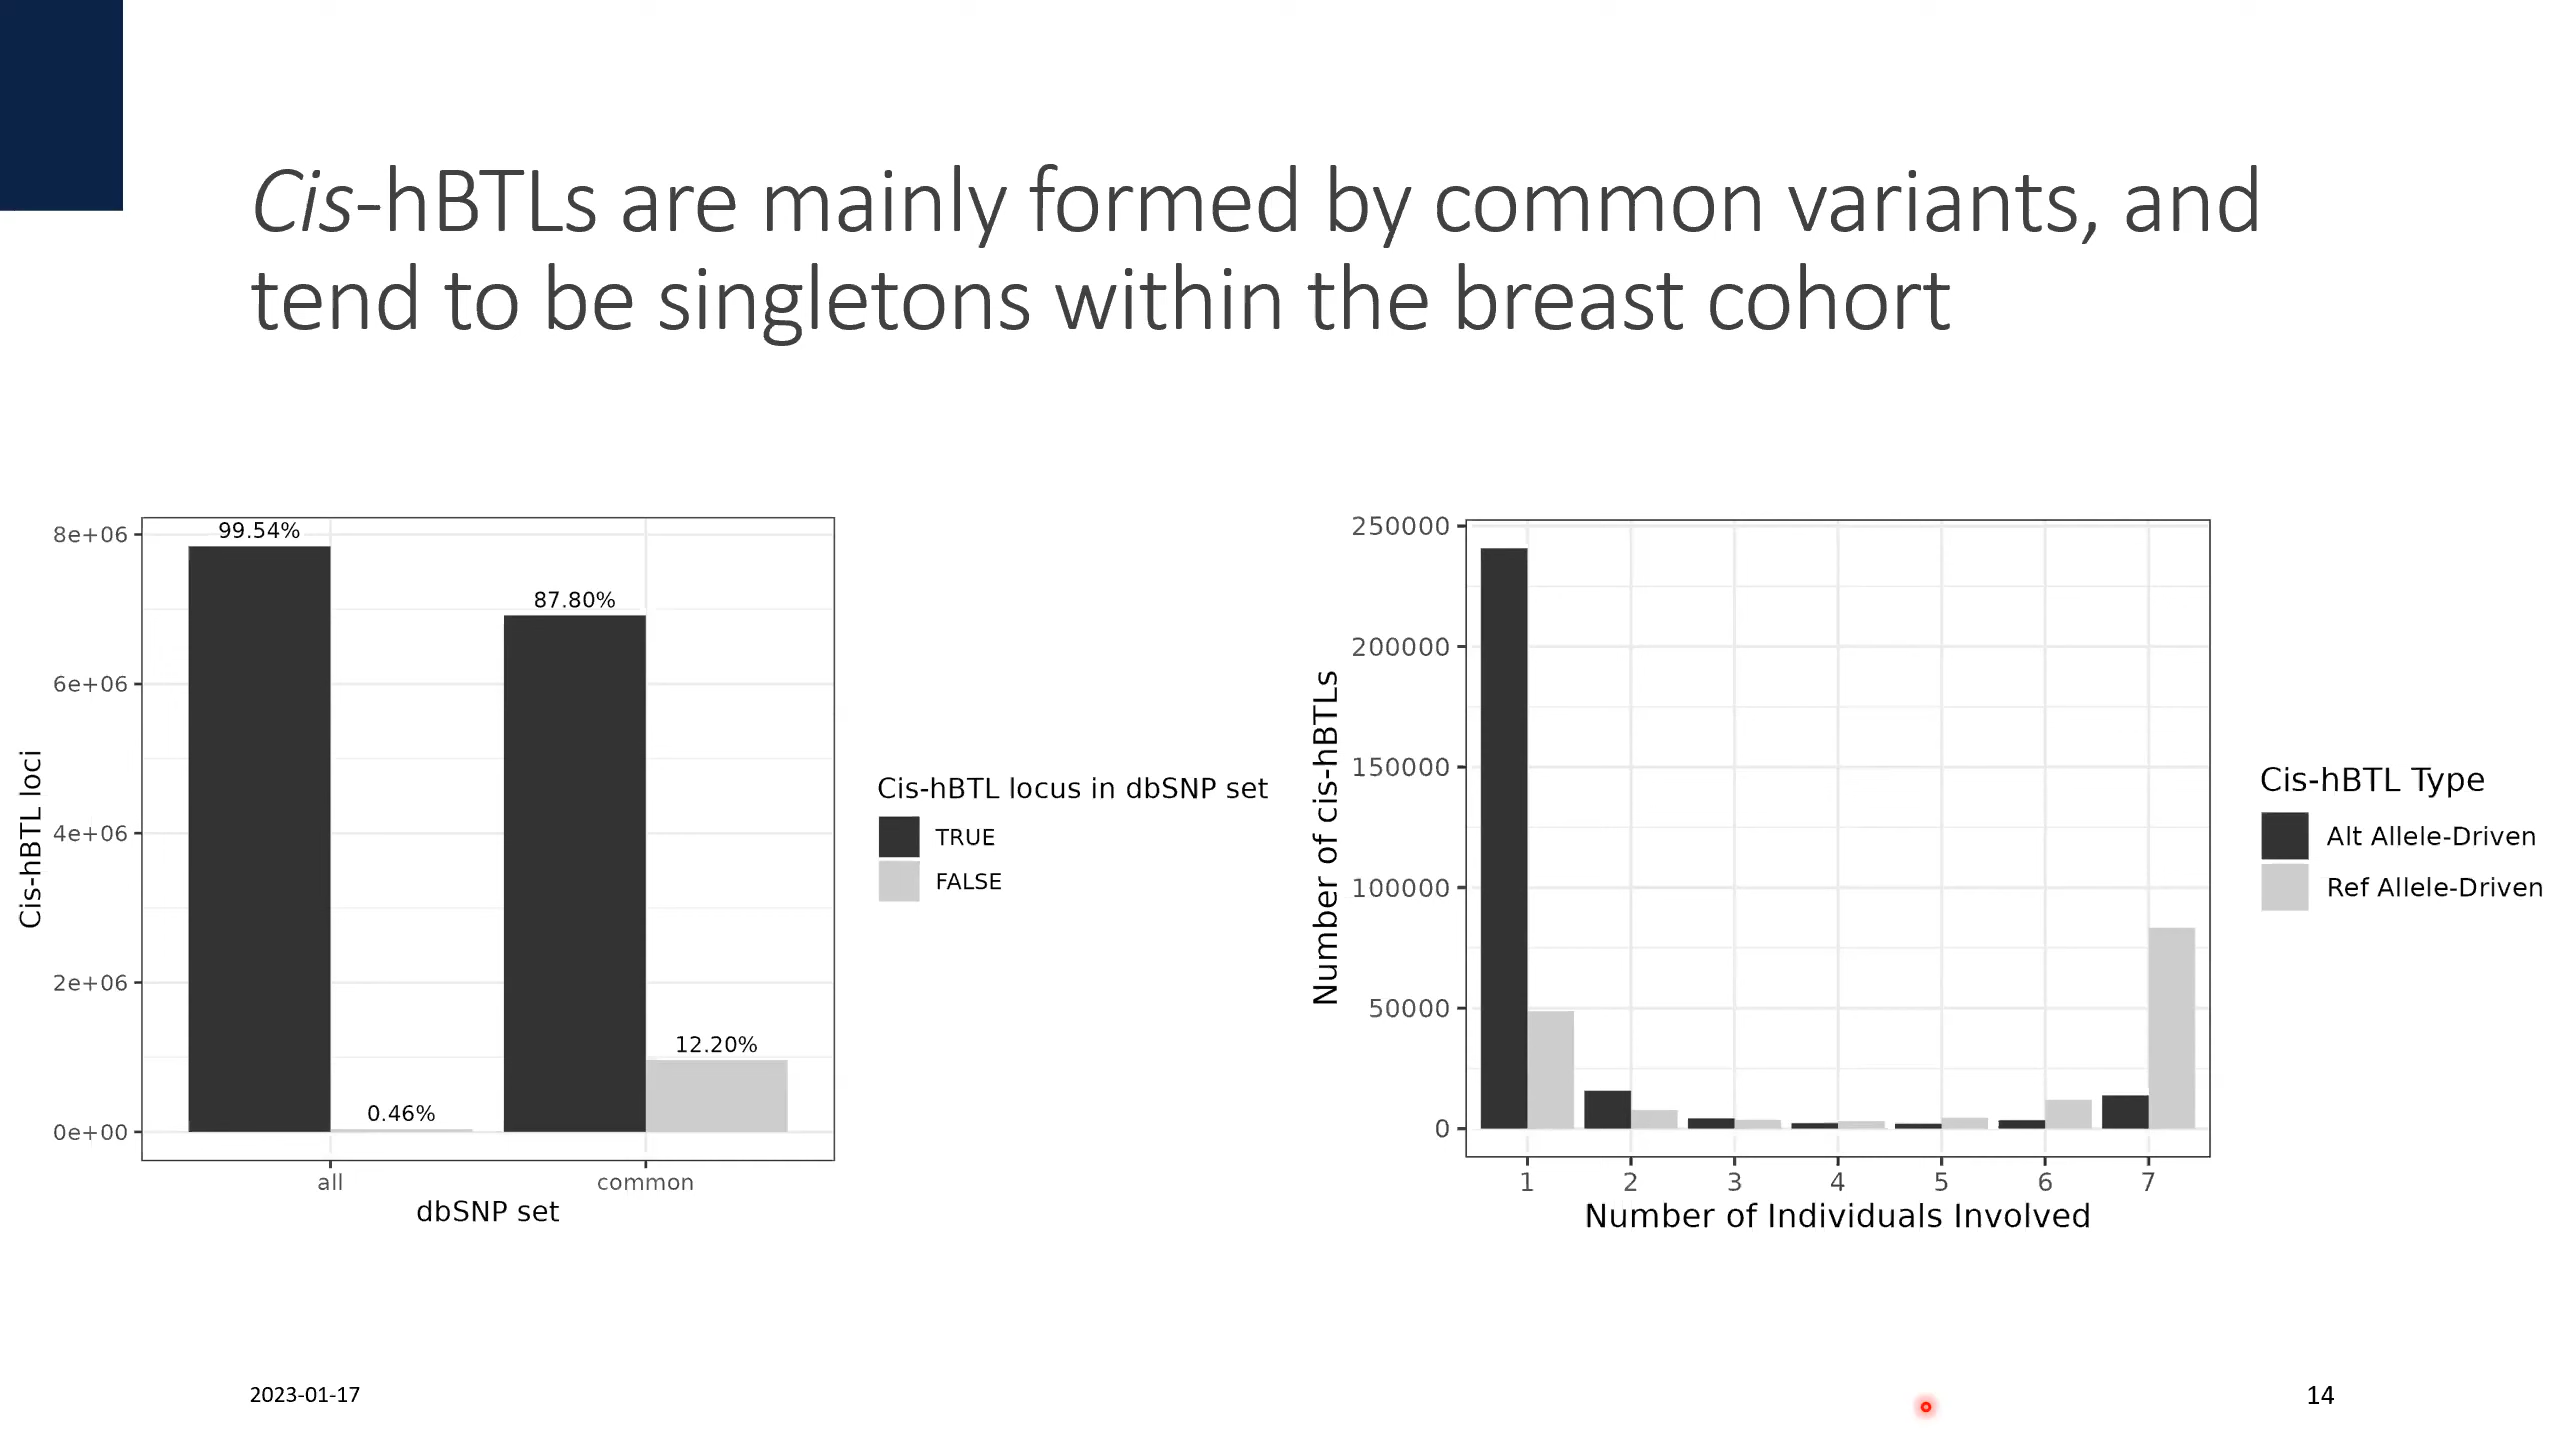 Cis-hBTLs are mainly formed by common variants, and
tend to be singletons within the breast cohort
8e+06
6e+06
4e+06
2e+06
0e+00
Cis-hBTL loci
99.54%
0.46%
87.80%
12.20%
all
common
dbSNP set
Cis-hBTL locus in dbSNP set
TRUE
FALSE
250000
200000
150000
100000
50000
0
Number of cis-hBTLs
1
2
3
4
5
6
7
Number of Individuals Involved
Cis-hBTL Type
Alt Allele-Driven
Ref Allele-Driven
2023-01-17
14